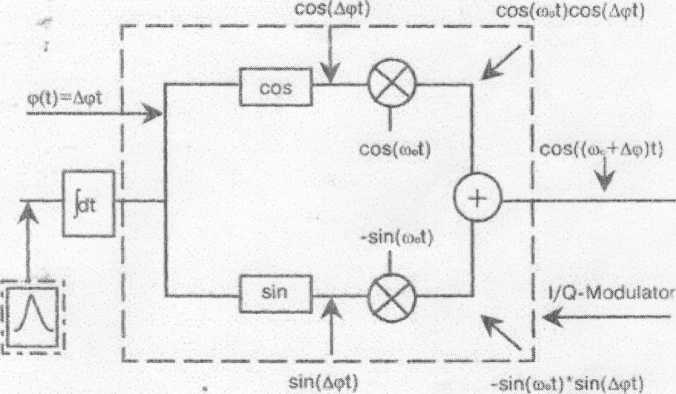 cos(Δφt)
cos(ω₀t)cos(Δφt)
φ(t)=Δφt
cos
cos(ω₀t)
cos((ω₀+Δφ)t)
∫dt
+
-sin(ω₀t)
sin
I/Q-Modulator
sin(Δφt)
-sin(ω₀t)*sin(Δφt)